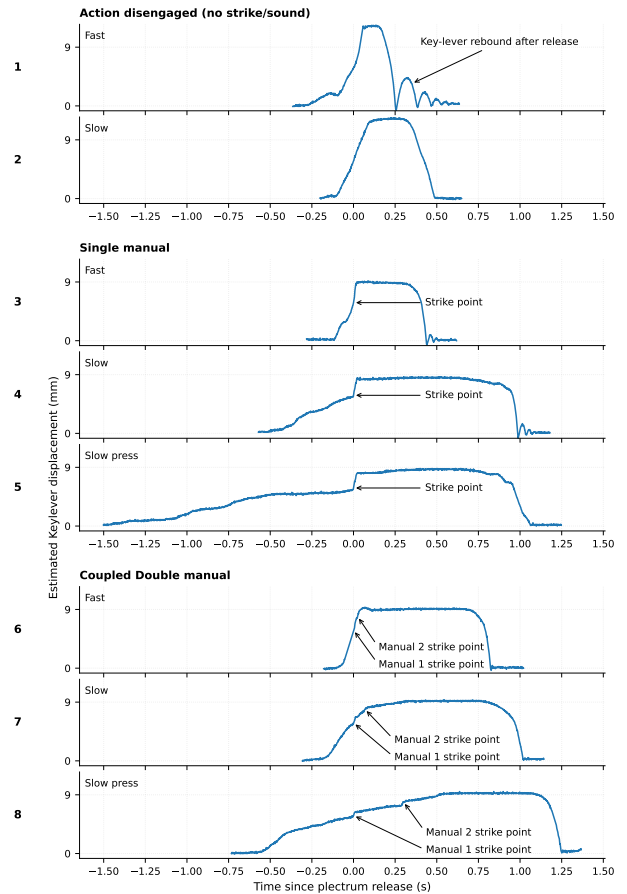 Action disengaged (no strike/sound)
Fast
Key-lever rebound after release
9
0
1
Slow
9
0
2
−1.50 −1.25 −1.00 −0.75 −0.50 −0.25 0.00 0.25 0.50 0.75 1.00 1.25 1.50
Single manual
Fast
9
0
3
Strike point
Slow
9
0
4
Strike point
Slow press
9
0
5
Strike point
−1.50 −1.25 −1.00 −0.75 −0.50 −0.25 0.00 0.25 0.50 0.75 1.00 1.25 1.50
Estimated Keylever displacement (mm)
Coupled Double manual
Fast
9
0
6
Manual 2 strike point
Manual 1 strike point
Slow
9
0
7
Manual 2 strike point
Manual 1 strike point
Slow press
9
0
8
Manual 2 strike point
Manual 1 strike point
−1.50 −1.25 −1.00 −0.75 −0.50 −0.25 0.00 0.25 0.50 0.75 1.00 1.25 1.50
Time since plectrum release (s)